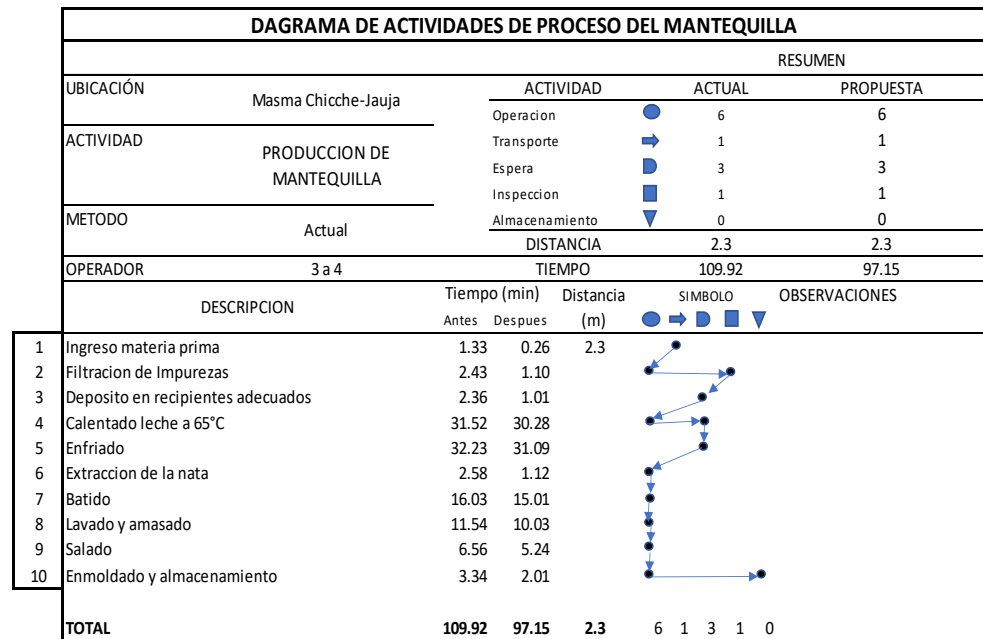 DAGRAMA DE ACTIVIDADES DE PROCESO DEL MANTEQUILLA
RESUMEN
UBICACIÓN Masma Chicche-Jauja ACTIVIDAD ACTUAL PROPUESTA
Operacion 6 6
ACTIVIDAD PRODUCCION DE MANTEQUILLA Transporte 1 1
Espera 3 3
Inspeccion 1 1
METODO Actual Almacenamiento 0 0
DISTANCIA 2.3 2.3
OPERADOR 3 a 4 TIEMPO 109.92 97.15
DESCRIPCION Tiempo (min) Distancia SIMBOLO OBSERVACIONES
Antes Despues (m)
1 Ingreso materia prima 1.33 0.26 2.3
2 Filtracion de Impurezas 2.43 1.10
3 Deposito en recipientes adecuados 2.36 1.01
4 Calentado leche a 65°C 31.52 30.28
5 Enfriado 32.23 31.09
6 Extraccion de la nata 2.58 1.12
7 Batido 16.03 15.01
8 Lavado y amasado 11.54 10.03
9 Salado 6.56 5.24
10 Enmoldado y almacenamiento 3.34 2.01
TOTAL 109.92 97.15 2.3 6 1 3 1 0